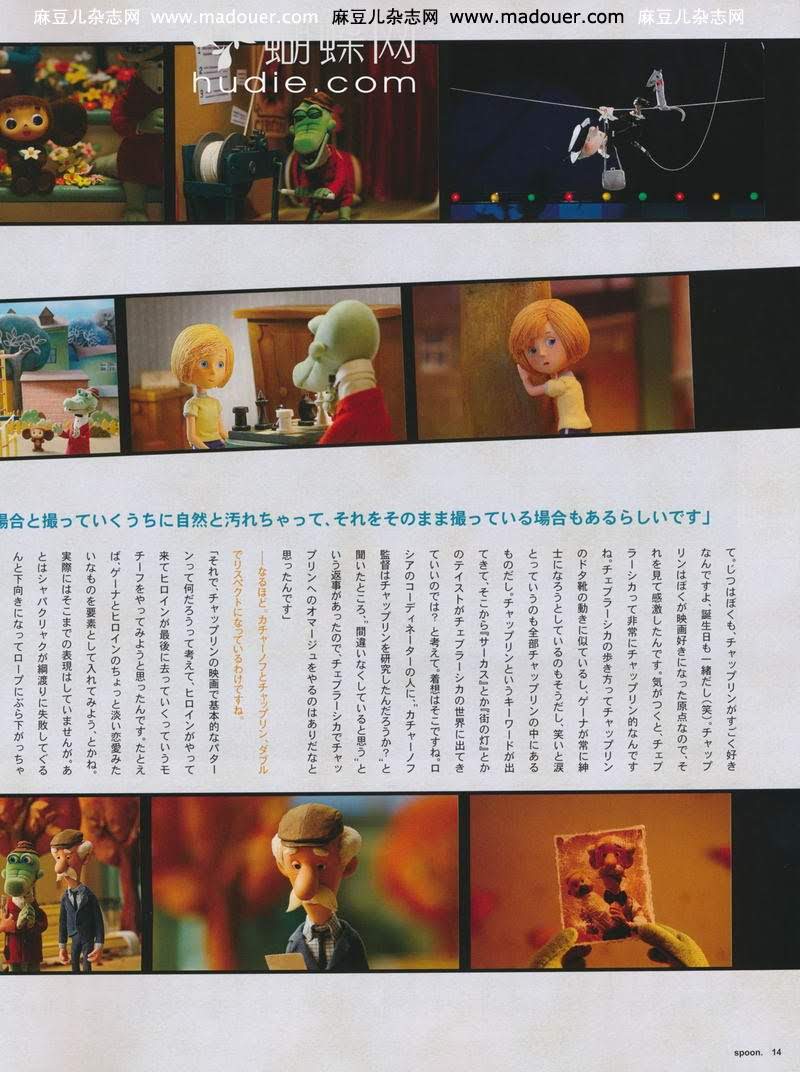 麻豆儿杂志网 www.madouer.com 麻豆儿杂志网 www.madouer.com 麻豆儿杂志网
蝴蝶网
hudie.com
場合と撮っていくうちに自然と汚れちゃって、それをそのまま撮っている場合もあるらしいです」
て。じつはぼくも、チャップリンがすごく好き
なんですよ、誕生日も一緒だし(笑)。チャップ
リンはぼくが映画好きになった原点なので、そ
れを見て感激したんです。気がつくと、チェブ
ラーシカって非常にチャップリン的なんです
ね。チェブラーシカの歩き方ってチャップリン
のドタ靴の動きに似ているし、ゲーナが常に紳
士になろうとしているのもそうだし、笑いと涙
とっていうのも全部チャップリンの中にある
ものだし。チャップリンというキーワードが出
てきて、そこから『サーカス』とか『街の灯』とか
のテイストがチェブラーシカの世界に出てき
ていいのでは?と考えて。着想はそこですね。ロ
シアのコーディネーターの人に、“カチャーノフ
監督はチャップリンを研究したんだろうか?”と
聞いたところ、“間違いなくしていると思う”と
いう返事があったので、チェブラーシカでチャッ
プリンへのオマージュをやるのはありだなと
思ったんです」
──なるほど。カチャーノフとチャップリン、ダブル
でリスペクトになっているわけですね。
「それで、チャップリンの映画で基本的なパター
ンって何だろうって考えて、ヒロインがやって
来てヒロインが最後に去っていくっていうモ
チーフをやってみようと思ったんです。たとえ
ば、ゲーナとヒロインのちょっと淡い恋愛みた
いなものを要素として入れてみよう、とかね。
実際にはそこまでの表現はしていませんが。あ
とはシャパクリャクが綱渡りに失敗してぐる
んと下向きになってロープにぶら下がっちゃ
spoon. 14